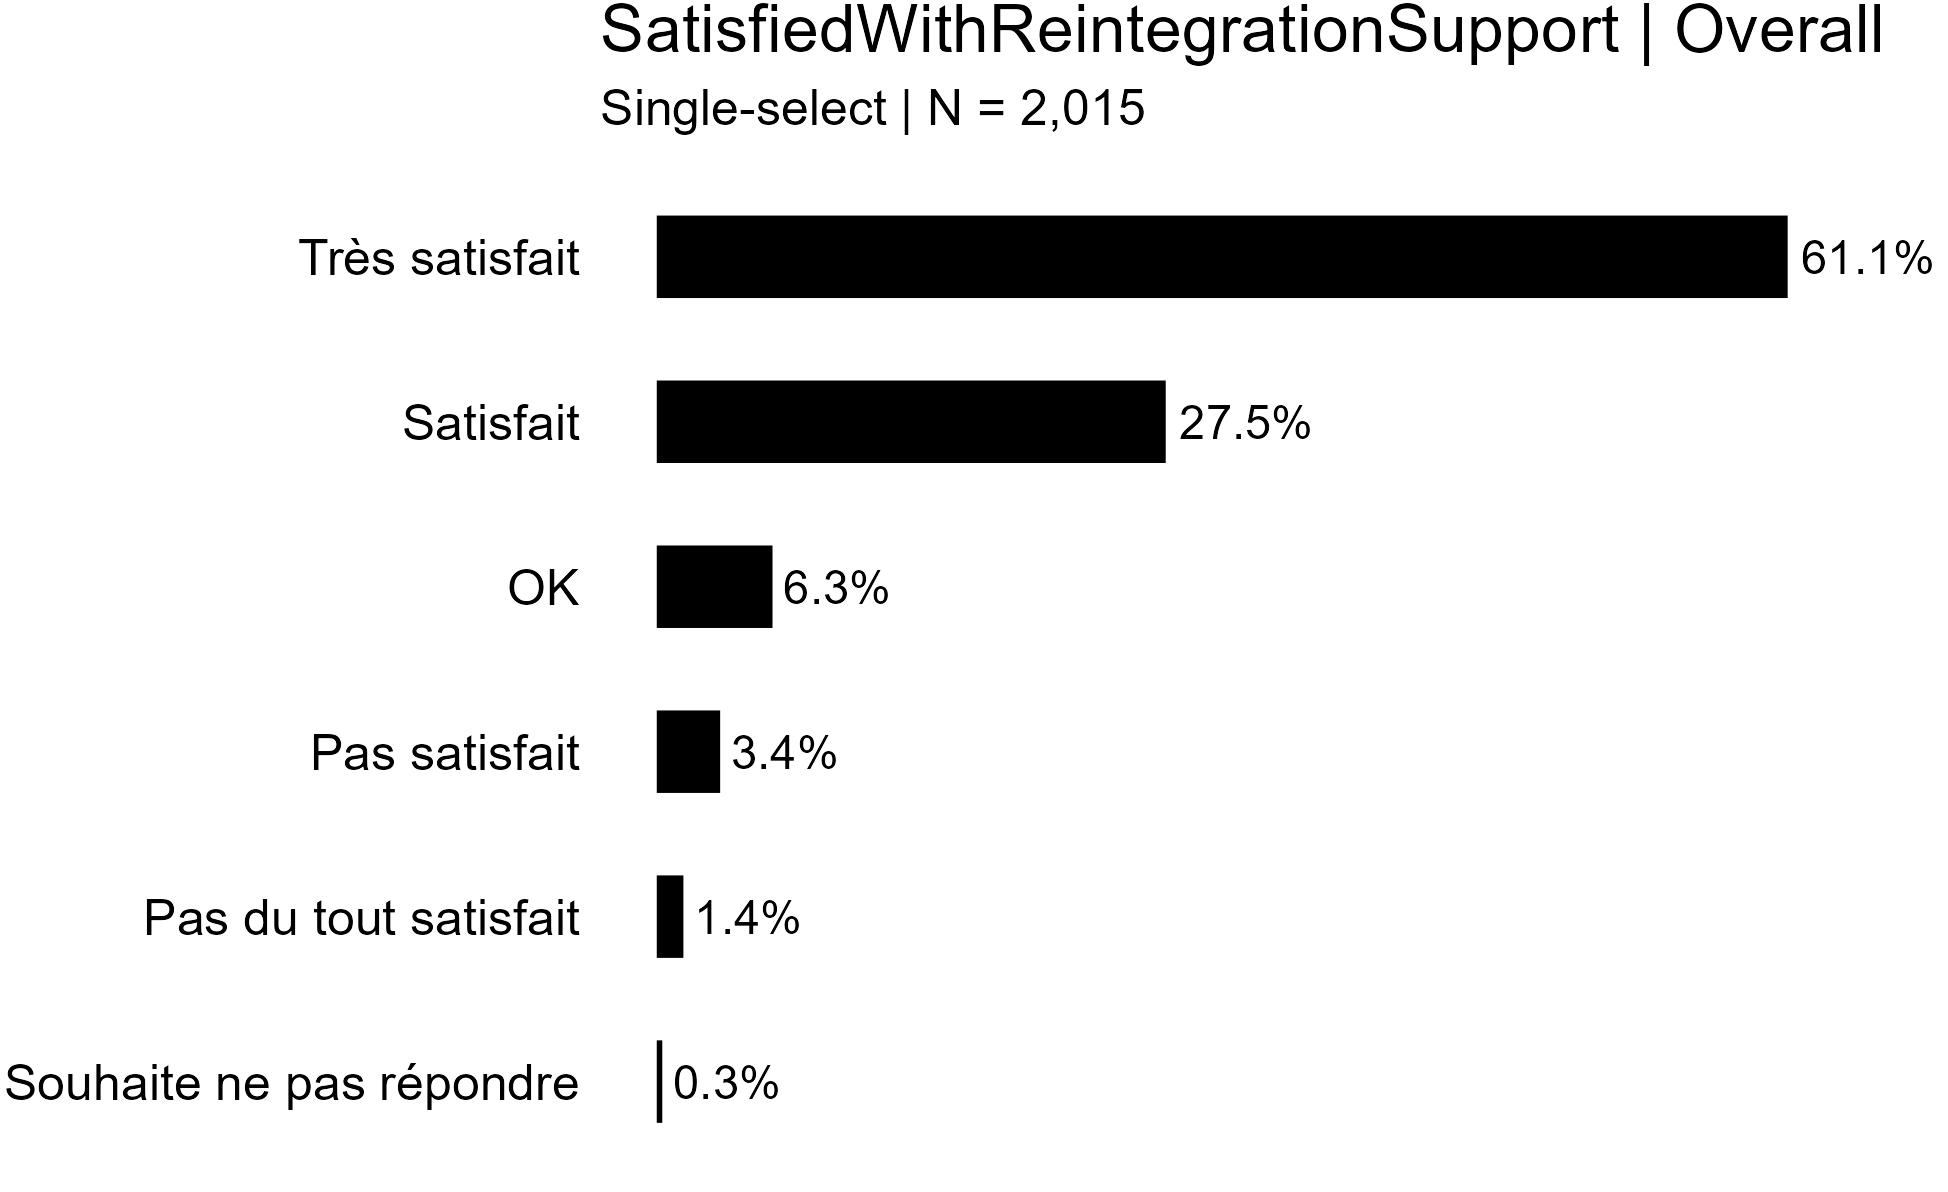 SatisfiedWithReintegrationSupport | Overall
Single-select | N = 2,015
Très satisfait 61.1%
Satisfait 27.5%
OK 6.3%
Pas satisfait 3.4%
Pas du tout satisfait 1.4%
Souhaite ne pas répondre 0.3%